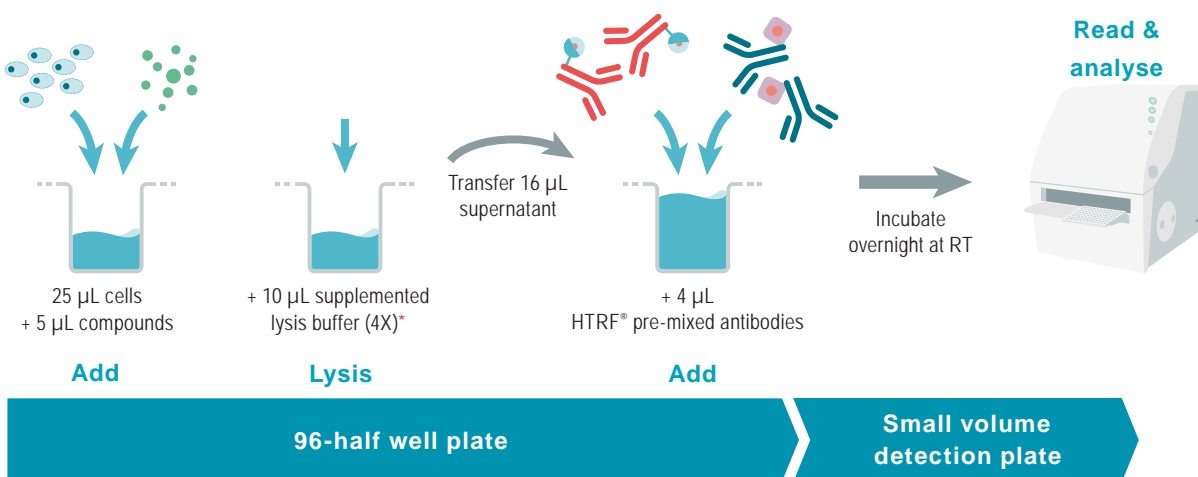 25 µL cells
+ 5 µL compounds
Add
+ 10 µL supplemented
lysis buffer (4X)*
Lysis
Transfer 16 µL
supernatant
+ 4 µL
HTRF® pre-mixed antibodies
Add
Incubate
overnight at RT
Read &
analyse
96-half well plate
Small volume
detection plate